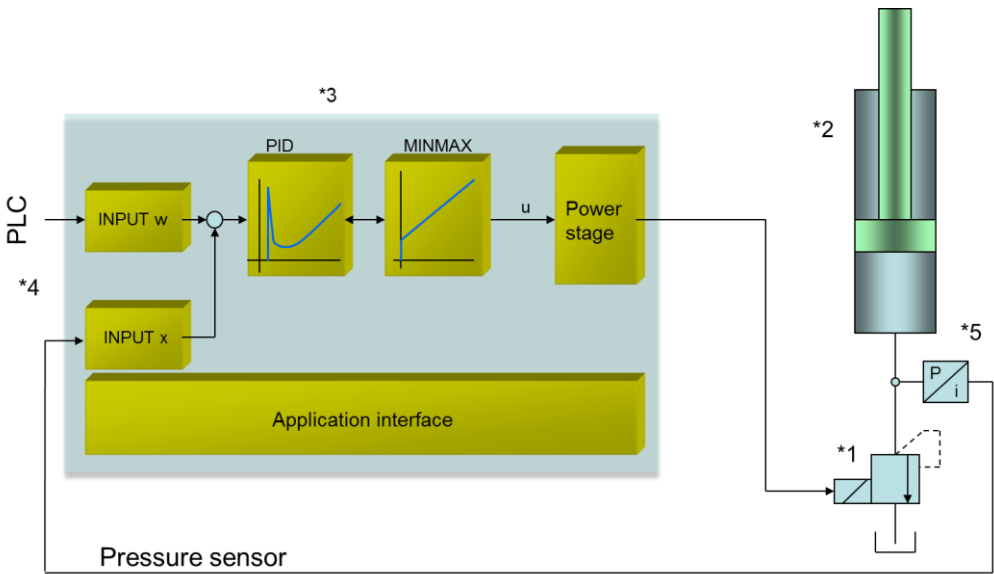 *3
*2
PID
MINMAX
PLC
INPUT w
u
Power
stage
*4
INPUT x
*5
P
i
Application interface
*1
Pressure sensor